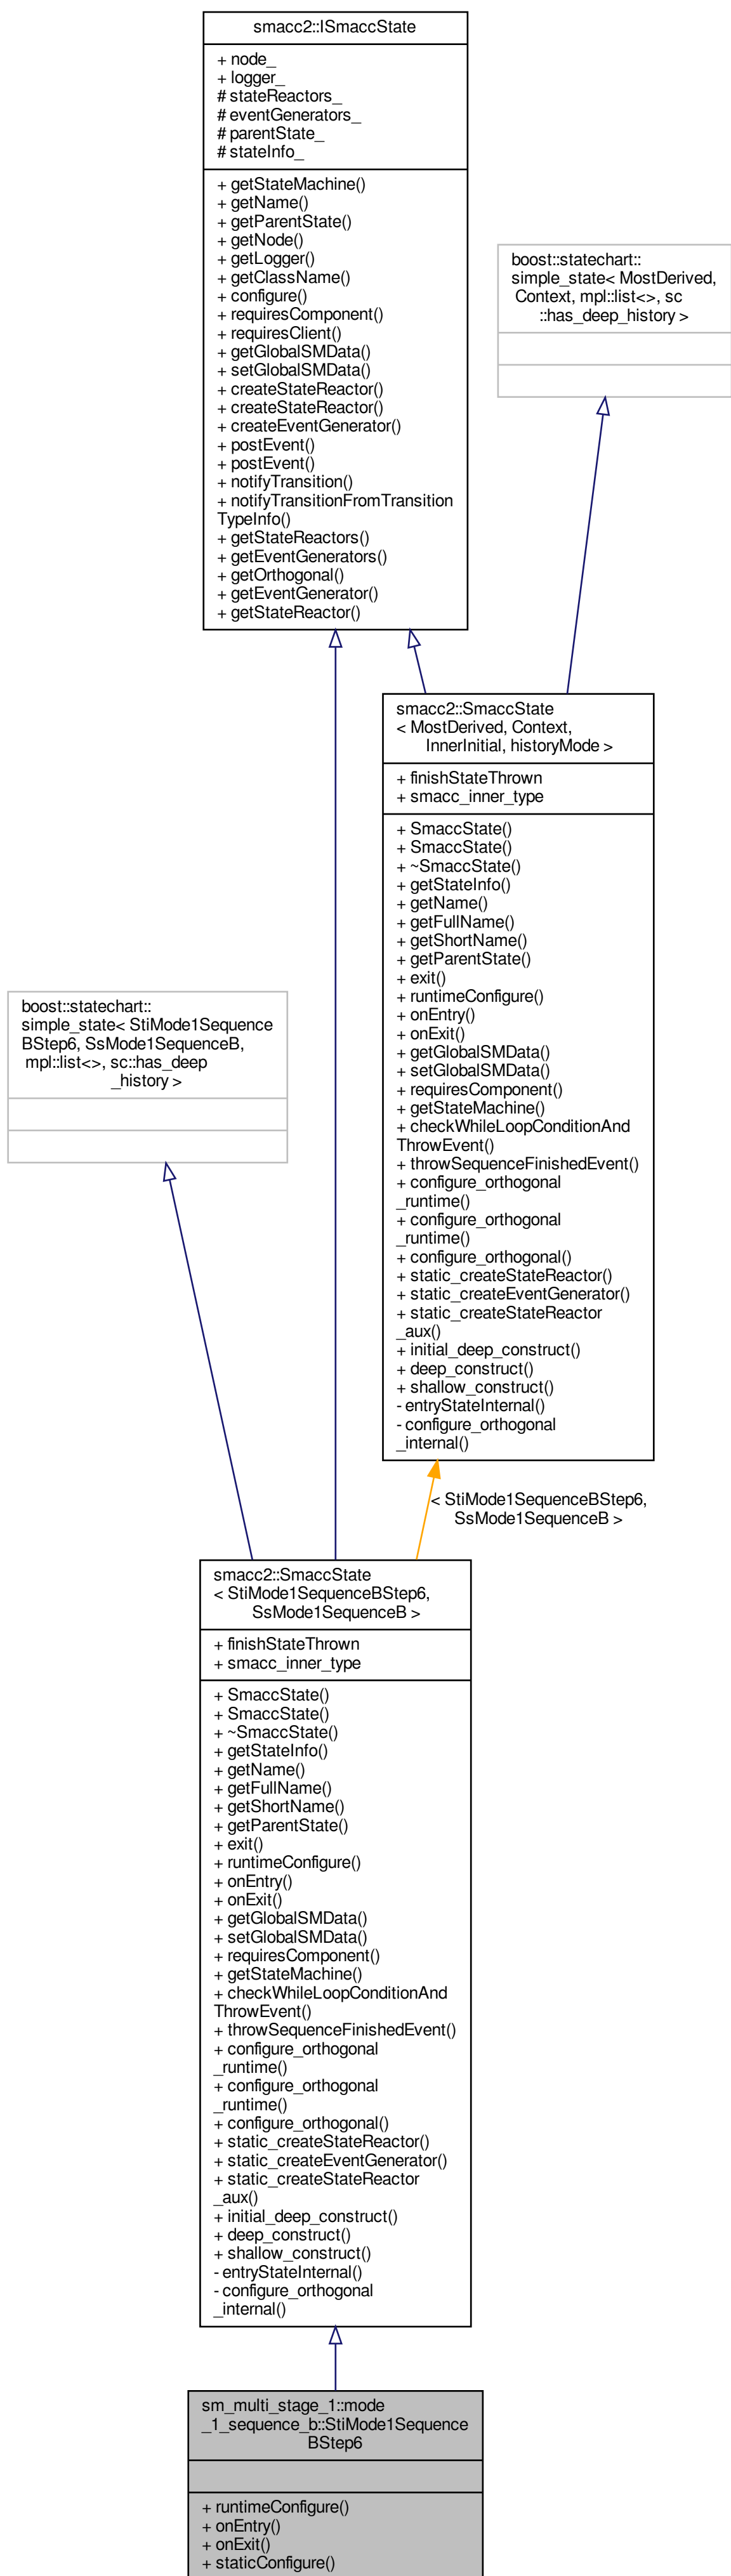 smacc2::ISmaccState
+ node_
+ logger_
# stateReactors_
# eventGenerators_
# parentState_
# stateInfo_
+ getStateMachine()
+ getName()
+ getParentState()
+ getNode()
+ getLogger()
+ getClassName()
+ configure()
+ requiresComponent()
+ requiresClient()
+ getGlobalSMData()
+ setGlobalSMData()
+ createStateReactor()
+ createStateReactor()
+ createEventGenerator()
+ postEvent()
+ postEvent()
+ notifyTransition()
+ notifyTransitionFromTransition
TypeInfo()
+ getStateReactors()
+ getEventGenerators()
+ getOrthogonal()
+ getEventGenerator()
+ getStateReactor()
boost::statechart::
simple_state< MostDerived,
Context, mpl::list<>, sc
::has_deep_history >
smacc2::SmaccState
< MostDerived, Context,
InnerInitial, historyMode >
+ finishStateThrown
+ smacc_inner_type
+ SmaccState()
+ SmaccState()
+ ~SmaccState()
+ getStateInfo()
+ getName()
+ getFullName()
+ getShortName()
+ getParentState()
+ exit()
+ runtimeConfigure()
+ onEntry()
+ onExit()
+ getGlobalSMData()
+ setGlobalSMData()
+ requiresComponent()
+ getStateMachine()
+ checkWhileLoopConditionAnd
ThrowEvent()
+ throwSequenceFinishedEvent()
+ configure_orthogonal
_runtime()
+ configure_orthogonal
_runtime()
+ configure_orthogonal()
+ static_createStateReactor()
+ static_createEventGenerator()
+ static_createStateReactor
_aux()
+ initial_deep_construct()
+ deep_construct()
+ shallow_construct()
- entryStateInternal()
- configure_orthogonal
_internal()
boost::statechart::
simple_state< StiMode1Sequence
BStep6, SsMode1SequenceB,
mpl::list<>, sc::has_deep
_history >
< StiMode1SequenceBStep6,
SsMode1SequenceB >
smacc2::SmaccState
< StiMode1SequenceBStep6,
SsMode1SequenceB >
+ finishStateThrown
+ smacc_inner_type
+ SmaccState()
+ SmaccState()
+ ~SmaccState()
+ getStateInfo()
+ getName()
+ getFullName()
+ getShortName()
+ getParentState()
+ exit()
+ runtimeConfigure()
+ onEntry()
+ onExit()
+ getGlobalSMData()
+ setGlobalSMData()
+ requiresComponent()
+ getStateMachine()
+ checkWhileLoopConditionAnd
ThrowEvent()
+ throwSequenceFinishedEvent()
+ configure_orthogonal
_runtime()
+ configure_orthogonal
_runtime()
+ configure_orthogonal()
+ static_createStateReactor()
+ static_createEventGenerator()
+ static_createStateReactor
_aux()
+ initial_deep_construct()
+ deep_construct()
+ shallow_construct()
- entryStateInternal()
- configure_orthogonal
_internal()
sm_multi_stage_1::mode
_1_sequence_b::StiMode1Sequence
BStep6
+ runtimeConfigure()
+ onEntry()
+ onExit()
+ staticConfigure()